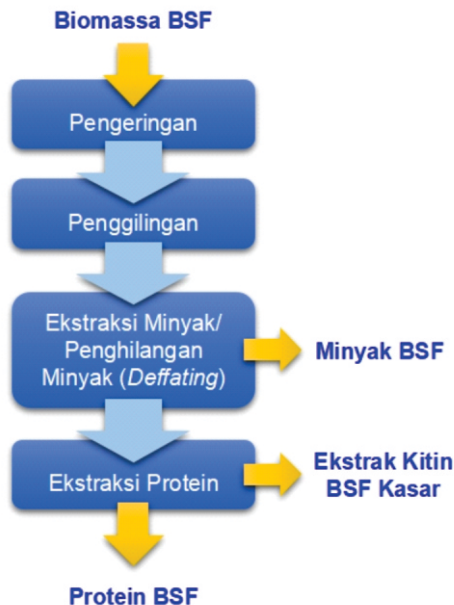 Biomassa BSF
Pengeringan
Penggilingan
Ekstraksi Minyak/
Penghilangan
Minyak (Deffating)
Minyak BSF
Ekstraksi Protein
Ekstrak Kitin
BSF Kasar
Protein BSF